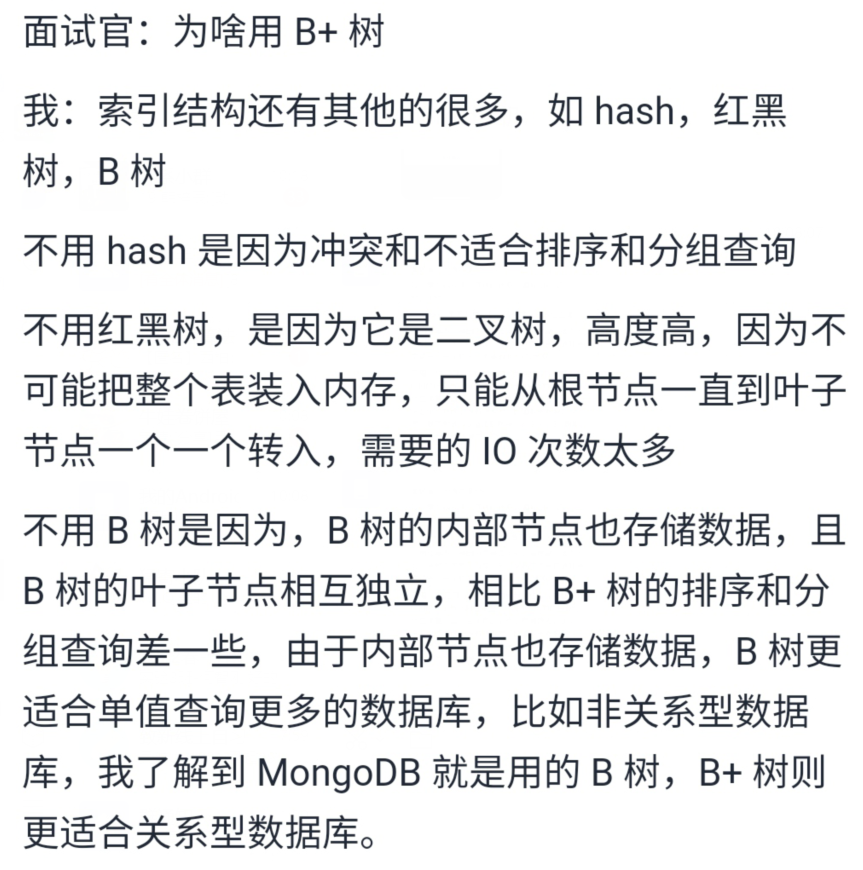 面试官：为啥用 B+ 树
我：索引结构还有其他的很多，如 hash，红黑
树，B 树
不用 hash 是因为冲突和不适合排序和分组查询
不用红黑树，是因为它是二叉树，高度高，因为不
可能把整个表装入内存，只能从根节点一直到叶子
节点一个一个转入，需要的 IO 次数太多
不用 B 树是因为，B 树的内部节点也存储数据，且
B 树的叶子节点相互独立，相比 B+ 树的排序和分
组查询差一些，由于内部节点也存储数据，B 树更
适合单值查询更多的数据库，比如非关系型数据
库，我了解到 MongoDB 就是用的 B 树，B+ 树则
更适合关系型数据库。